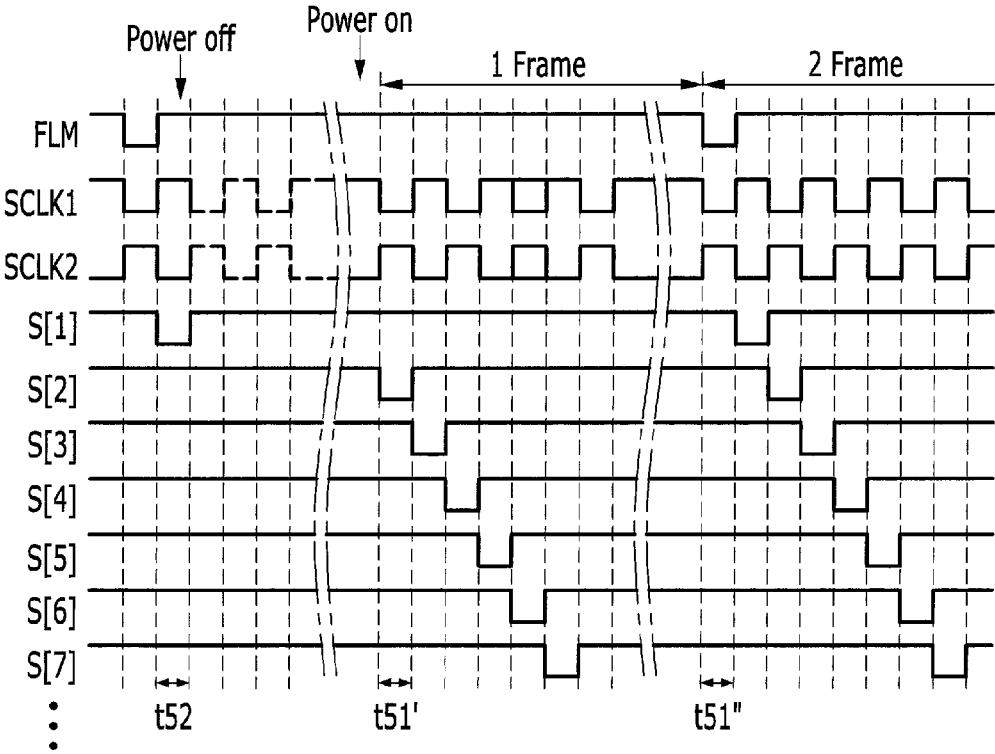 Power off
Power on
1 Frame
2 Frame
FLM
SCLK1
SCLK2
S[1]
S[2]
S[3]
S[4]
S[5]
S[6]
S[7]
t52
t51'
t51"